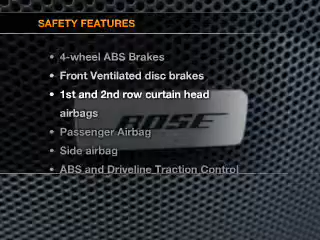 SAFETY FEATURES
• 4-wheel ABS Brakes
• Front Ventilated disc brakes
• 1st and 2nd row curtain head
airbags
• Passenger Airbag
BOSE
• Side airbag
• ABS and Driveline Traction Control